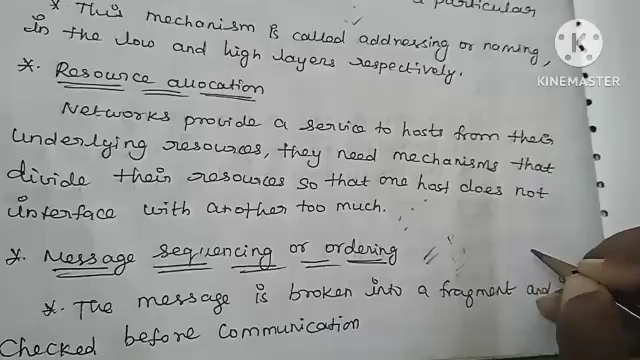 a particular
* This mechanism is called addressing or naming,
in the low and high layers respectively.
*. Resource allocation
Networks provide a service to hosts from their
underlying resources, they need mechanisms that
divide their resources so that one host does not
interface with another too much.
*. Message sequencing or ordering
*. The message is broken into a fragment and
checked before communication
KINEMASTER